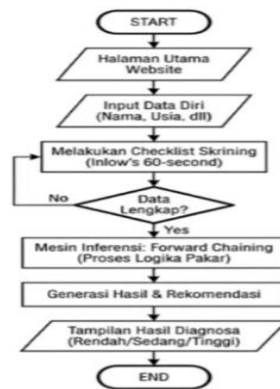 START
Halaman Utama
Website
Input Data Diri
(Nama, Usia, dll)
Melakukan Checklist Skrining
(Inlow's 60-second)
No
Data
Lengkap?
Yes
Mesin Inferensi: Forward Chaining
(Proses Logika Pakar)
Generasi Hasil & Rekomendasi
Tampilan Hasil Diagnosa
(Rendah/Sedang/Tinggi)
END